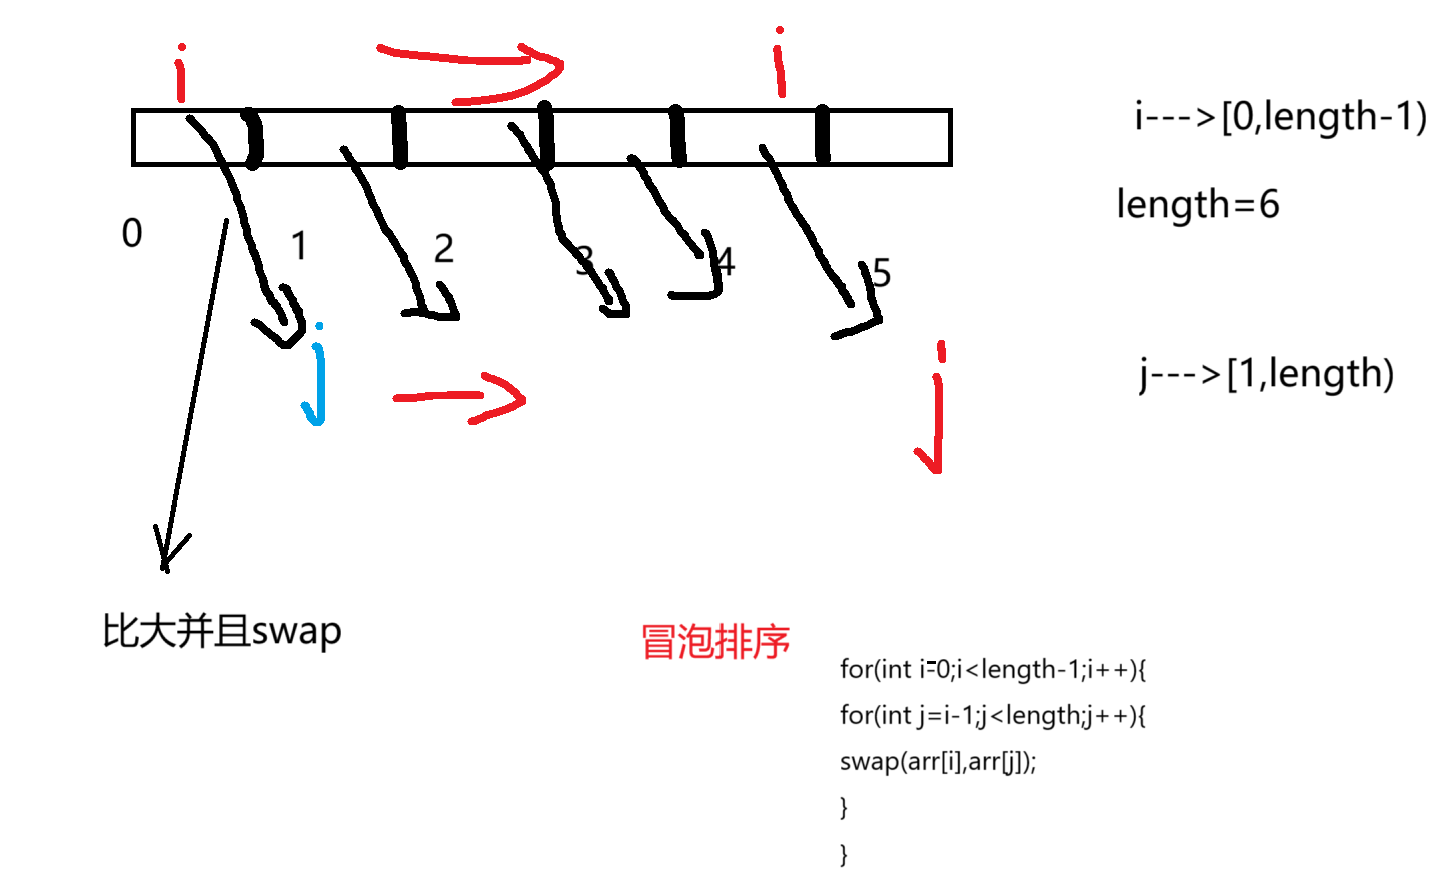 i
i
i--->[0,length-1)
length=6
0 1 2 3 4 5
j
j
j--->[1,length)
比大并且swap
冒泡排序
for(int i=0;i<length-1;i++){
for(int j=i-1;j<length;j++){
swap(arr[i],arr[j]);
}
}